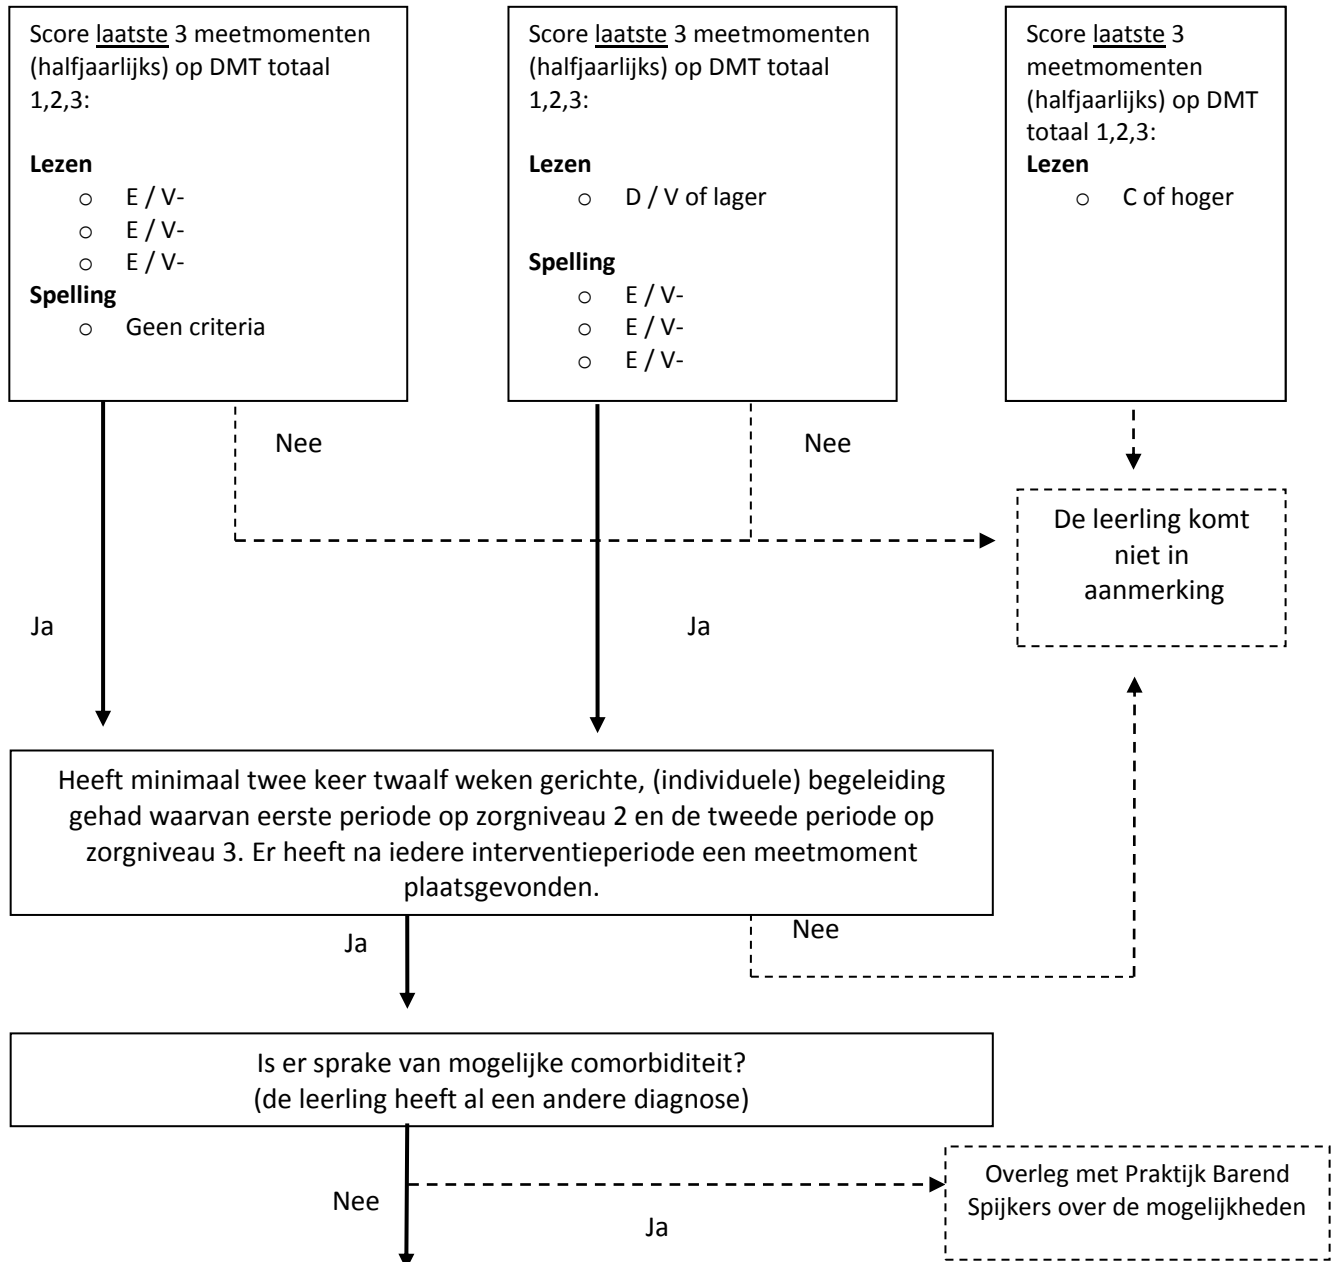 Score laatste 3 meetmomenten
(halfjaarlijks) op DMT totaal
1,2,3:
Lezen
o E / V-
o E / V-
o E / V-
Spelling
o Geen criteria
Score laatste 3 meetmomenten
(halfjaarlijks) op DMT totaal
1,2,3:
Lezen
o D / V of lager
Spelling
o E / V-
o E / V-
o E / V-
Score laatste 3
meetmomenten
(halfjaarlijks) op DMT
totaal 1,2,3:
Lezen
o C of hoger
Nee
Nee
De leerling komt
niet in
aanmerking
Ja
Ja
Heeft minimaal twee keer twaalf weken gerichte, (individuele) begeleiding
gehad waarvan eerste periode op zorgniveau 2 en de tweede periode op
zorgniveau 3. Er heeft na iedere interventieperiode een meetmoment
plaatsgevonden.
Ja
Nee
Is er sprake van mogelijke comorbiditeit?
(de leerling heeft al een andere diagnose)
Nee
Ja
Overleg met Praktijk Barend
Spijkers over de mogelijkheden